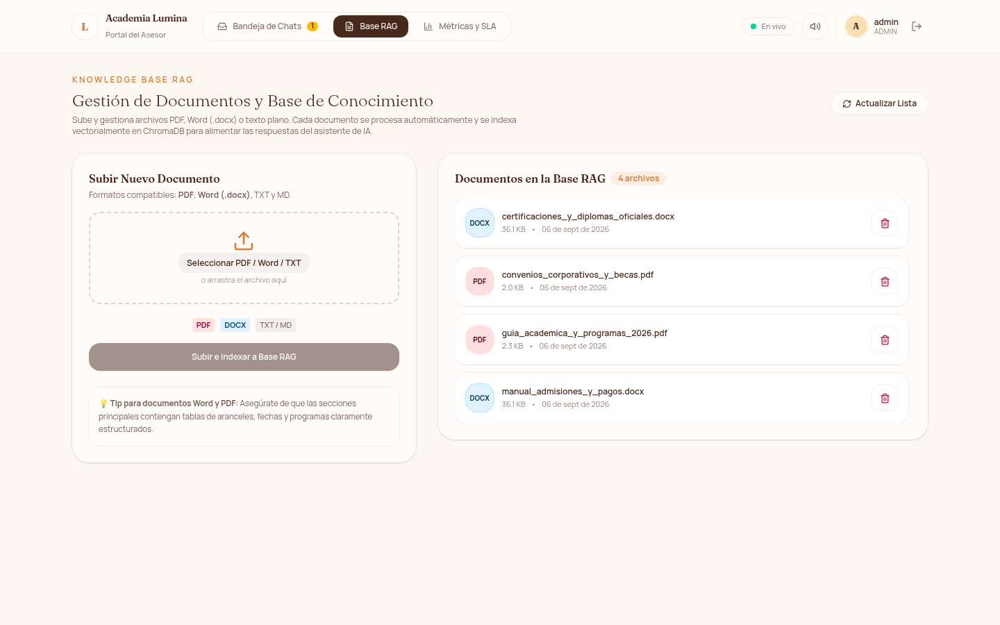 L
Academia Lumina
Portal del Asesor
Bandeja de Chats 1
Base RAG
Métricas y SLA
En vivo
A
admin
ADMIN
KNOWLEDGE BASE RAG
Gestión de Documentos y Base de Conocimiento
Sube y gestiona archivos PDF, Word (.docx) o texto plano. Cada documento se procesa automáticamente y se indexa
vectorialmente en ChromaDB para alimentar las respuestas del asistente de IA.
Actualizar Lista
Subir Nuevo Documento
Formatos compatibles: PDF, Word (.docx), TXT y MD.
Seleccionar PDF / Word / TXT
o arrastra el archivo aquí
PDF DOCX TXT / MD
Subir e Indexar a Base RAG
💡 Tip para documentos Word y PDF: Asegúrate de que las secciones
principales contengan tablas de aranceles, fechas y programas claramente
estructurados.
Documentos en la Base RAG 4 archivos
DOCX
certificaciones_y_diplomas_oficiales.docx
36.1 KB • 06 de sept de 2026
PDF
convenios_corporativos_y_becas.pdf
2.0 KB • 06 de sept de 2026
PDF
guia_academica_y_programas_2026.pdf
2.3 KB • 06 de sept de 2026
DOCX
manual_admisiones_y_pagos.docx
36.1 KB • 06 de sept de 2026